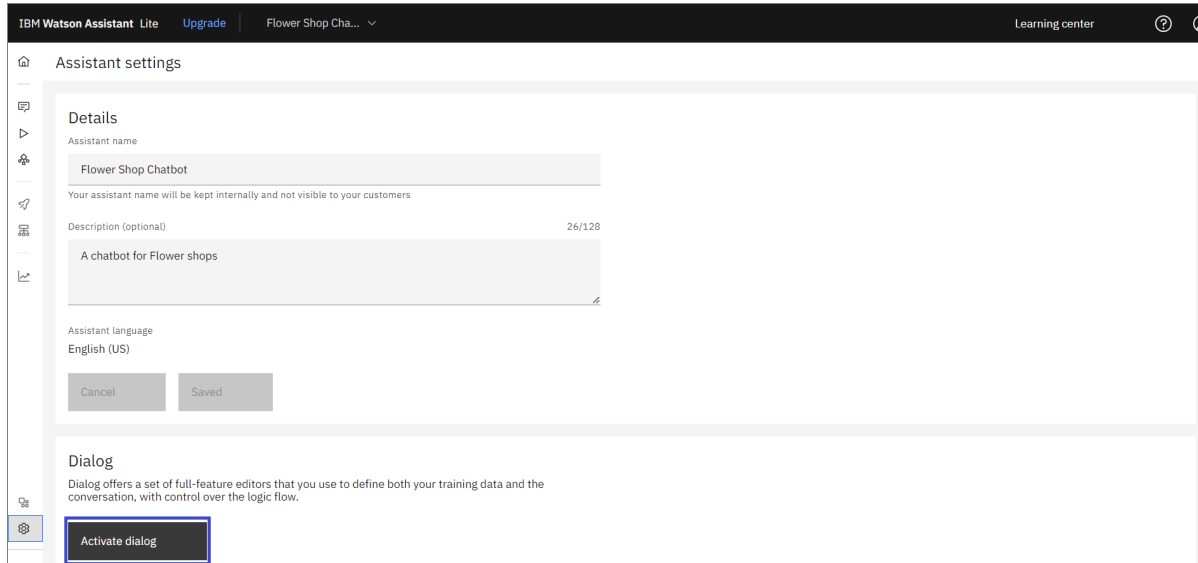 IBM Watson Assistant Lite Upgrade Flower Shop Cha... Learning center
Assistant settings
Details
Assistant name
Flower Shop Chatbot
Your assistant name will be kept internally and not visible to your customers
Description (optional) 26/128
A chatbot for Flower shops
Assistant language
English (US)
Cancel Saved
Dialog
Dialog offers a set of full-feature editors that you use to define both your training data and the
conversation, with control over the logic flow.
Activate dialog